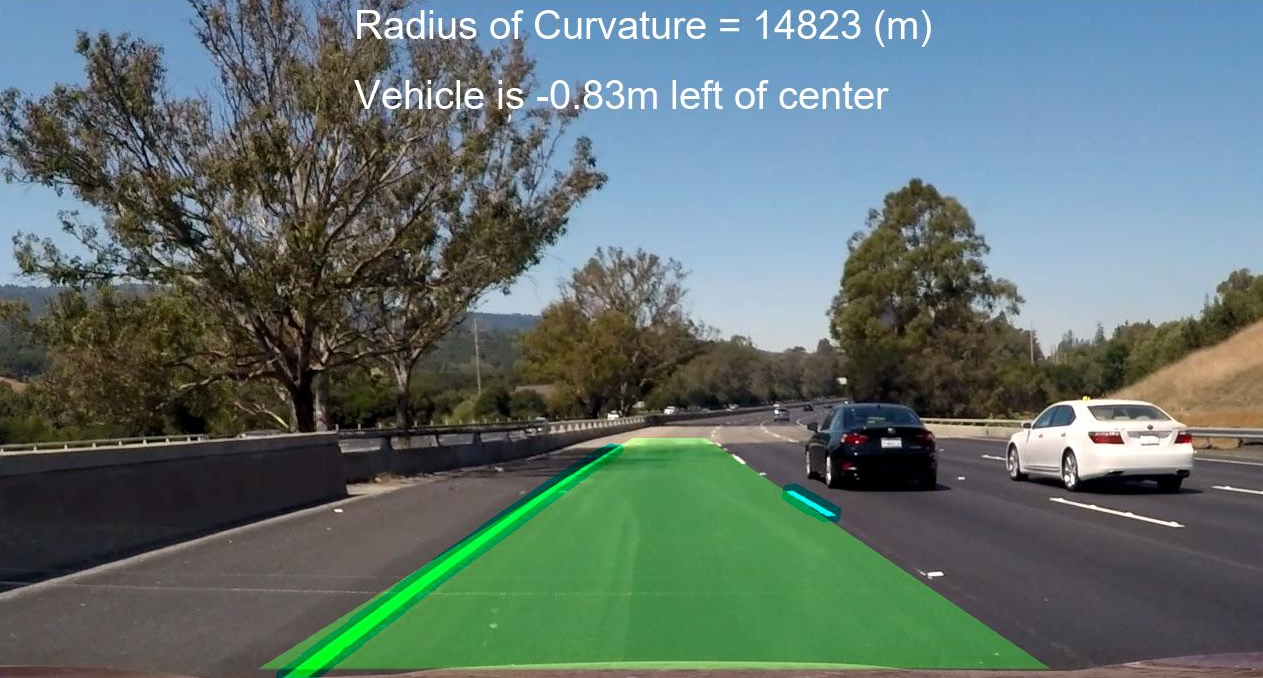 Radius of Curvature = 14823 (m)
Vehicle is -0.83m left of center